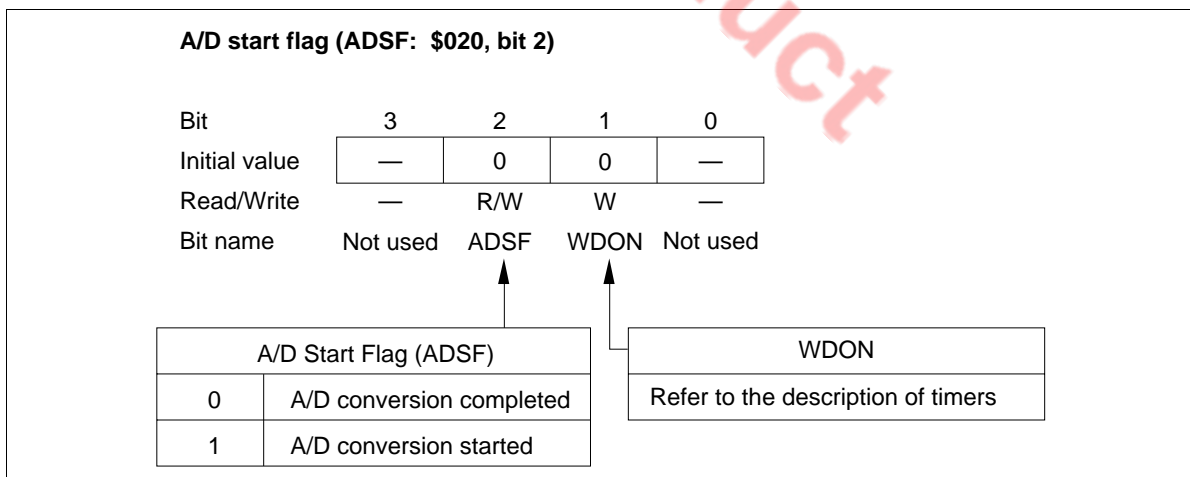 A/D start flag (ADSF: $020, bit 2)
Bit 3 2 1 0
Initial value — 0 0 —
Read/Write — R/W W —
Bit name Not used ADSF WDON Not used
A/D Start Flag (ADSF)
0 A/D conversion completed
1 A/D conversion started
WDON
Refer to the description of timers